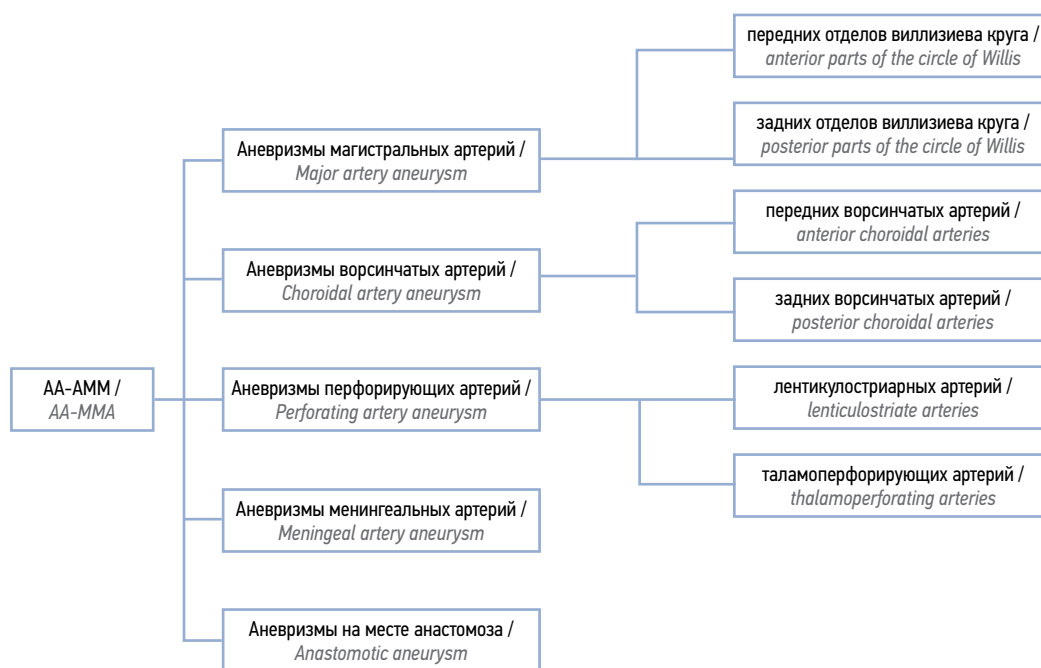 АА-АММ /
AA-MMA
Аневризмы магистральных артерий /
Major artery aneurysm
передних отделов виллизиева круга /
anterior parts of the circle of Willis
задних отделов виллизиева круга /
posterior parts of the circle of Willis
Аневризмы ворсинчатых артерий /
Choroidal artery aneurysm
передних ворсинчатых артерий /
anterior choroidal arteries
задних ворсинчатых артерий /
posterior choroidal arteries
Аневризмы перфорирующих артерий /
Perforating artery aneurysm
лентикулостриарных артерий /
lenticulostriate arteries
таламоперфорирующих артерий /
thalamoperforating arteries
Аневризмы менингеальных артерий /
Meningeal artery aneurysm
Аневризмы на месте анастомоза /
Anastomotic aneurysm